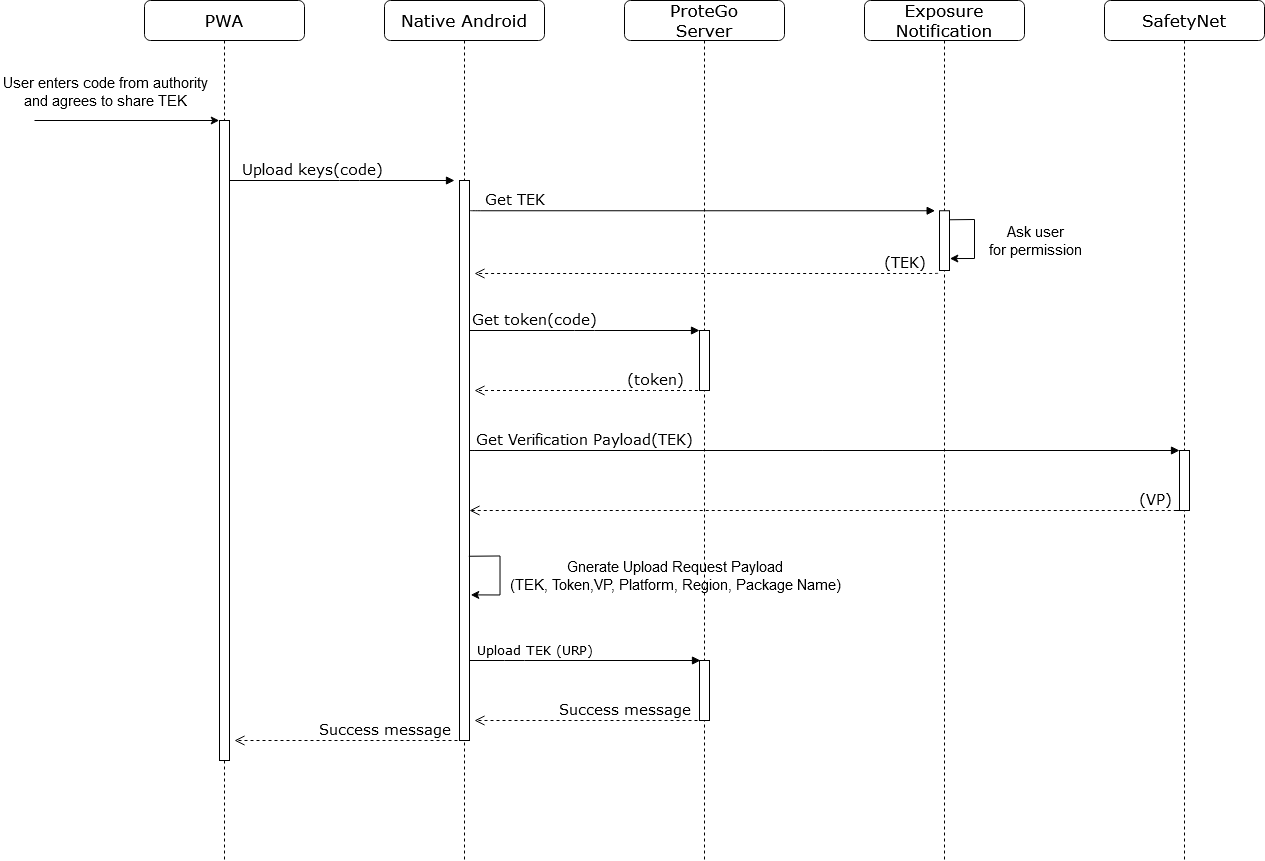 PWA
Native Android
ProteGo
Server
Exposure
Notification
SafetyNet
User enters code from authority
and agrees to share TEK
Upload keys(code)
Get TEK
Ask user
for permission
(TEK)
Get token(code)
(token)
Get Verification Payload(TEK)
(VP)
Gnerate Upload Request Payload
(TEK, Token,VP, Platform, Region, Package Name)
Upload TEK (URP)
Success message
Success message